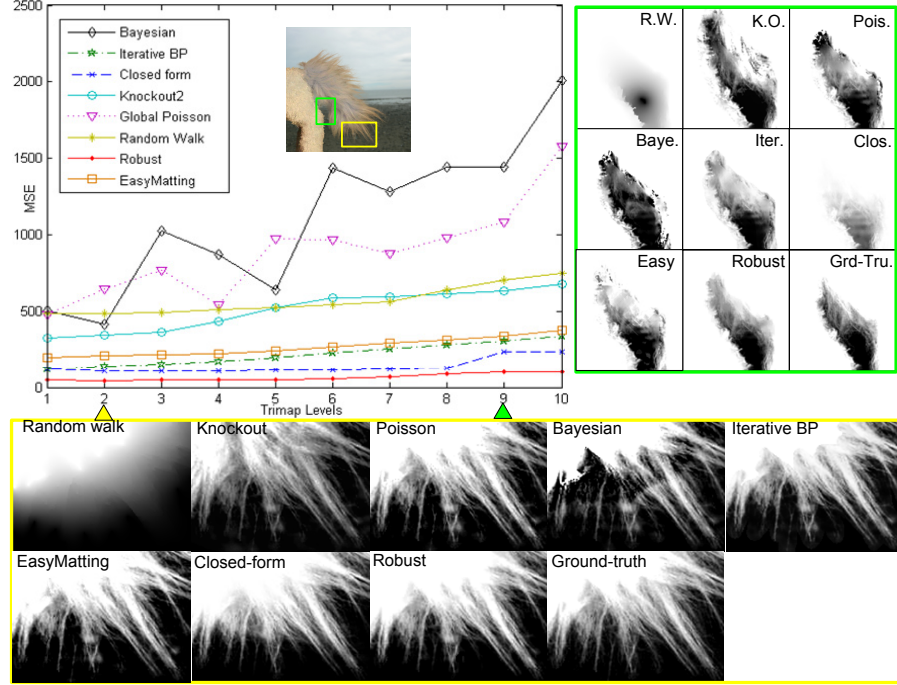 2500
2000
1500
1000
500
0
MSE
Bayesian
Iterative BP
Closed form
Knockout2
Global Poisson
Random Walk
Robust
EasyMatting
1 2 3 4 5 6 7 8 9 10
Trimap Levels
R.W. K.O. Pois.
Baye. Iter. Clos.
Easy Robust Grd-Tru.
Random walk Knockout Poisson Bayesian Iterative BP
EasyMatting Closed-form Robust Ground-truth